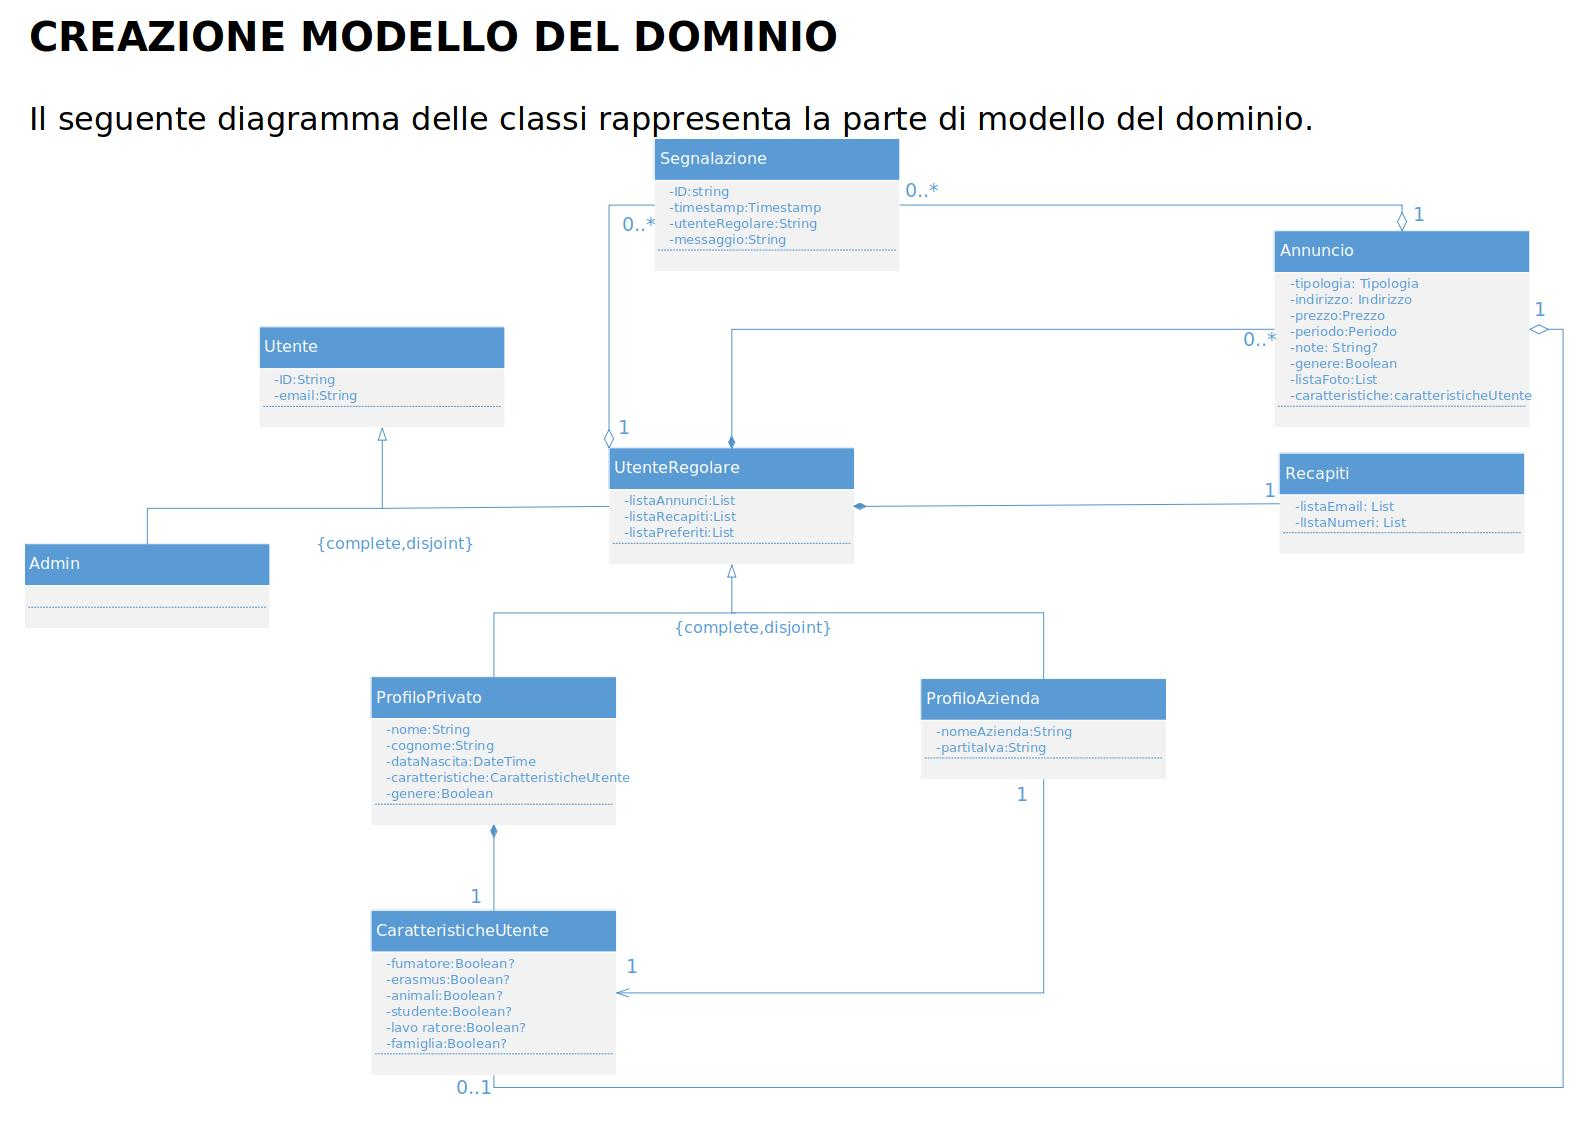 CREAZIONE MODELLO DEL DOMINIO
Il seguente diagramma delle classi rappresenta la parte di modello del dominio.
Segnalazione
-ID:string
-timestamp:Timestamp
-utenteRegolare:String
-messaggio:String
0..*
0..*
1
Annuncio
-tipologia: Tipologia
-indirizzo: Indirizzo
-prezzo:Prezzo
-periodo:Periodo
-note: String?
-genere:Boolean
-listaFoto:List
-caratteristiche:caratteristicheUtente
1
0..*
Utente
-ID:String
-email:String
1
UtenteRegolare
-listaAnnunci:List
-listaRecapiti:List
-listaPreferiti:List
1
Recapiti
-listaEmail: List
-lIstaNumeri: List
{complete,disjoint}
Admin
{complete,disjoint}
ProfiloPrivato
-nome:String
-cognome:String
-dataNascita:DateTime
-caratteristiche:CaratteristicheUtente
-genere:Boolean
ProfiloAzienda
-nomeAzienda:String
-partitaIva:String
1
1
CaratteristicheUtente
-fumatore:Boolean?
-erasmus:Boolean?
-animali:Boolean?
-studente:Boolean?
-lavo ratore:Boolean?
-famiglia:Boolean?
1
0..1